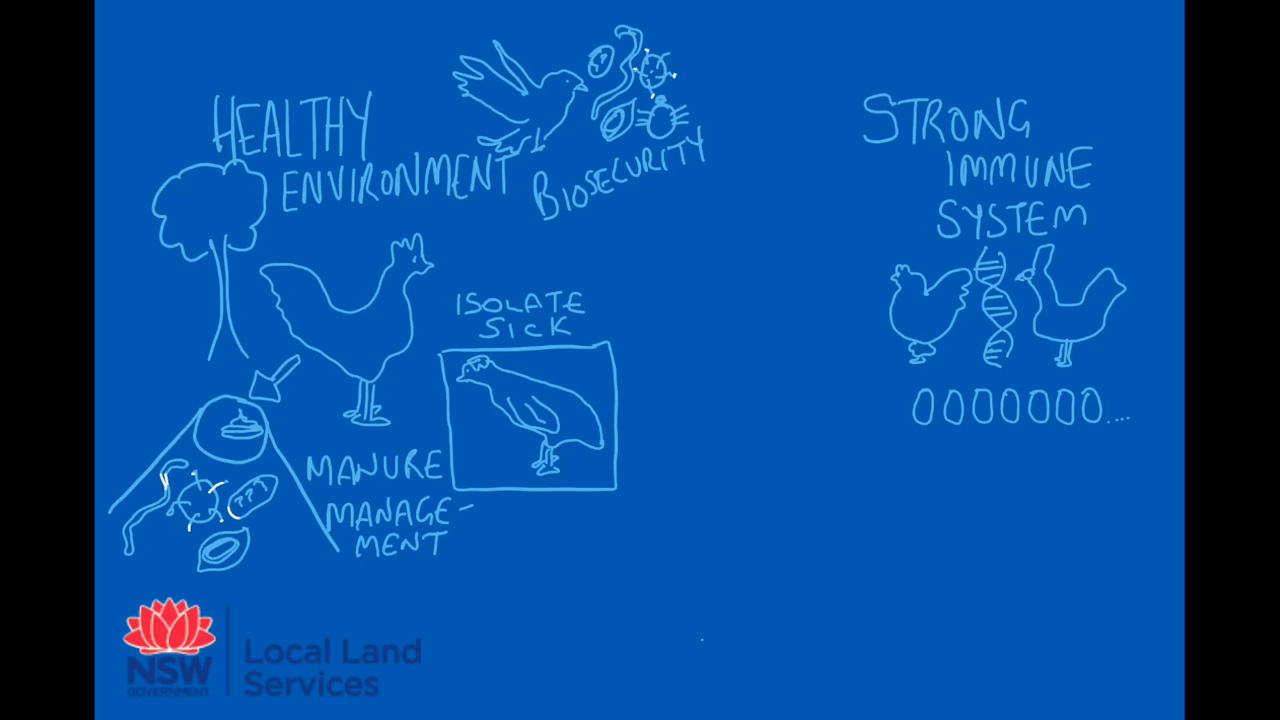 HEALTHY
ENVIRONMENT
BIOSECURITY
STRONG
IMMUNE
SYSTEM
ISOLATE
SICK
0000000....
MANURE
MANAGE-
MENT
??
NSW
GOVERNMENT
Local Land
Services